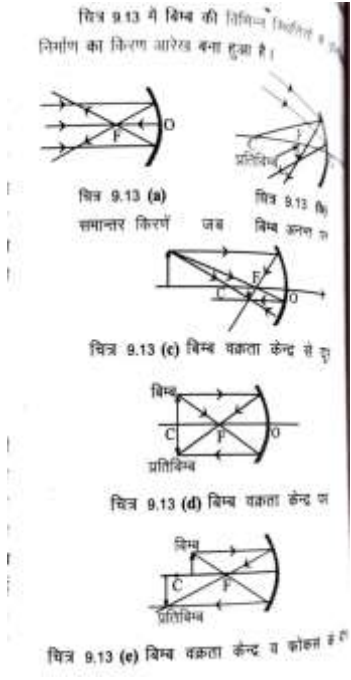 चित्र 9.13 में बिम्ब की विभिन्न स्थितियों
निर्माण का किरण आरेख बना हुआ है।
F
O
F
प्रतिबिम्ब
चित्र 9.13 (a)
चित्र 9.13 (b)
समान्तर किरणें जब बिम्ब अनन्त
C
F
O
चित्र 9.13 (c) बिम्ब वक्रता केन्द्र से
बिम्ब
C
F
O
प्रतिबिम्ब
चित्र 9.13 (d) बिम्ब वक्रता केन्द्र
बिम्ब
C
F
प्रतिबिम्ब
चित्र 9.13 (e) बिम्ब वक्रता केन्द्र व फोकस के